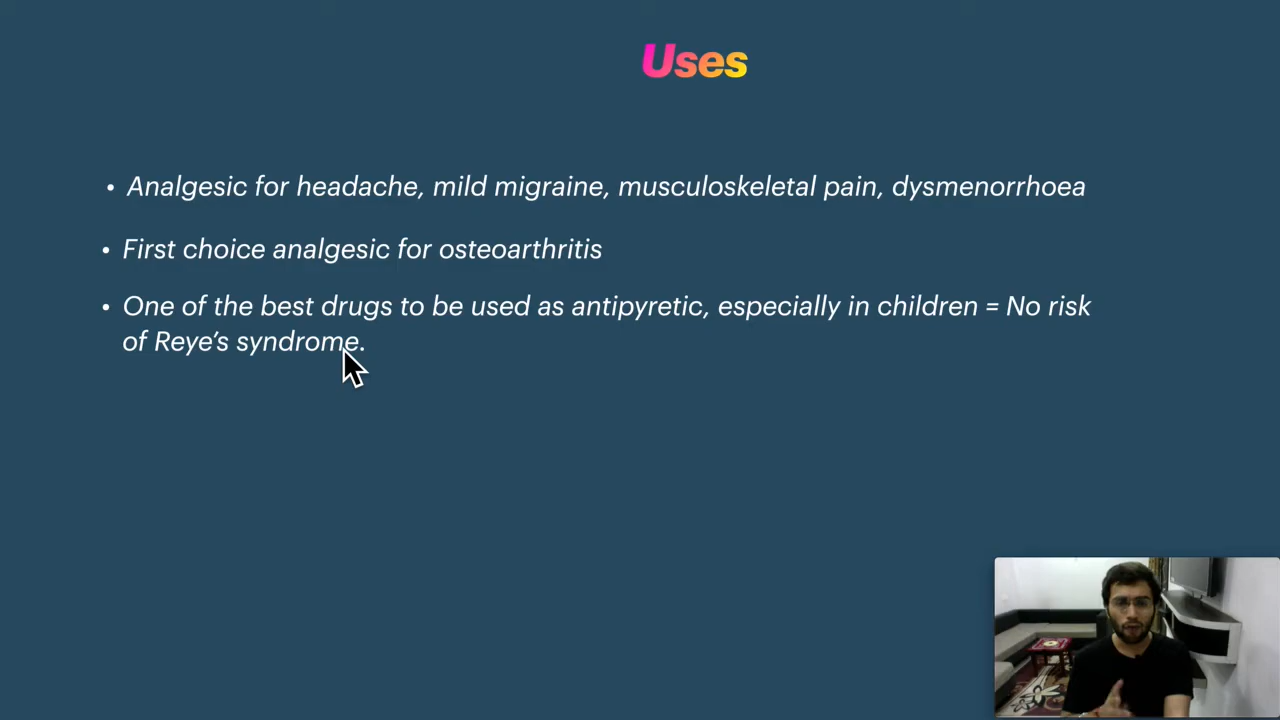 Uses
• Analgesic for headache, mild migraine, musculoskeletal pain, dysmenorrhoea
• First choice analgesic for osteoarthritis
• One of the best drugs to be used as antipyretic, especially in children = No risk
of Reye’s syndrome.